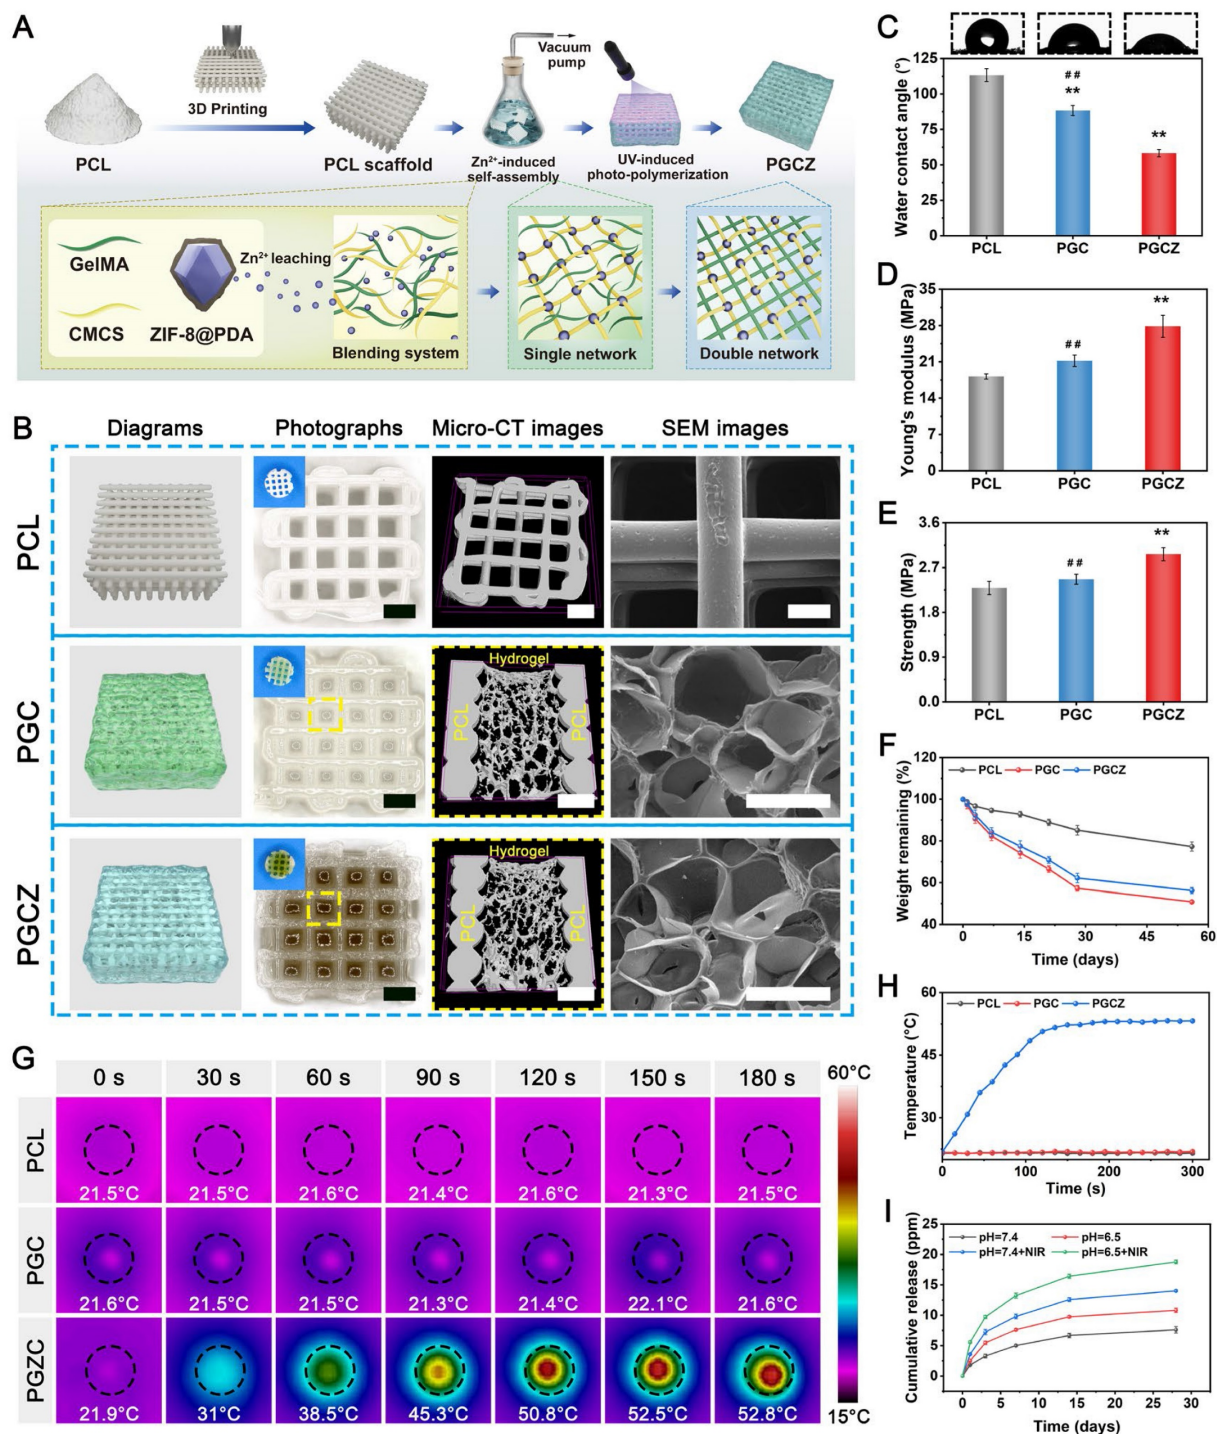 A
3D Printing
Vacuum
pump
PCL
PCL scaffold
Zn²⁺-induced
self-assembly
UV-induced
photo-polymerization
PGCZ
GelMA
CMCS
ZIF-8@PDA
Zn²⁺ leaching
Blending system
Single network
Double network
B
Diagrams
Photographs
Micro-CT images
SEM images
PCL
PGC
Hydrogel
PCL
PCL
PGCZ
Hydrogel
PCL
PCL
C
Water contact angle (°)
125
100
75
50
25
0
##
**
**
PCL
PGC
PGCZ
D
Young's modulus (MPa)
35
28
21
14
7
0
##
**
PCL
PGC
PGCZ
E
Strength (MPa)
3.6
2.7
1.8
0.9
0.0
##
**
PCL
PGC
PGCZ
F
Weight remaining (%)
120
100
80
60
40
PCL PGC PGCZ
0 15 30 45 60
Time (days)
G
0 s 30 s 60 s 90 s 120 s 150 s 180 s
PCL
21.5°C 21.5°C 21.6°C 21.4°C 21.6°C 21.3°C 21.5°C
PGC
21.6°C 21.5°C 21.5°C 21.3°C 21.4°C 22.1°C 21.6°C
PGZC
21.9°C 31°C 38.5°C 45.3°C 50.8°C 52.5°C 52.8°C
60°C
15°C
H
Temperature (°C)
60
45
30
PCL PGC PGCZ
0 100 200 300
Time (s)
I
Cumulative release (ppm)
25
20
15
10
5
0
pH=7.4 pH=6.5
pH=7.4+NIR pH=6.5+NIR
0 5 10 15 20 25 30
Time (days)